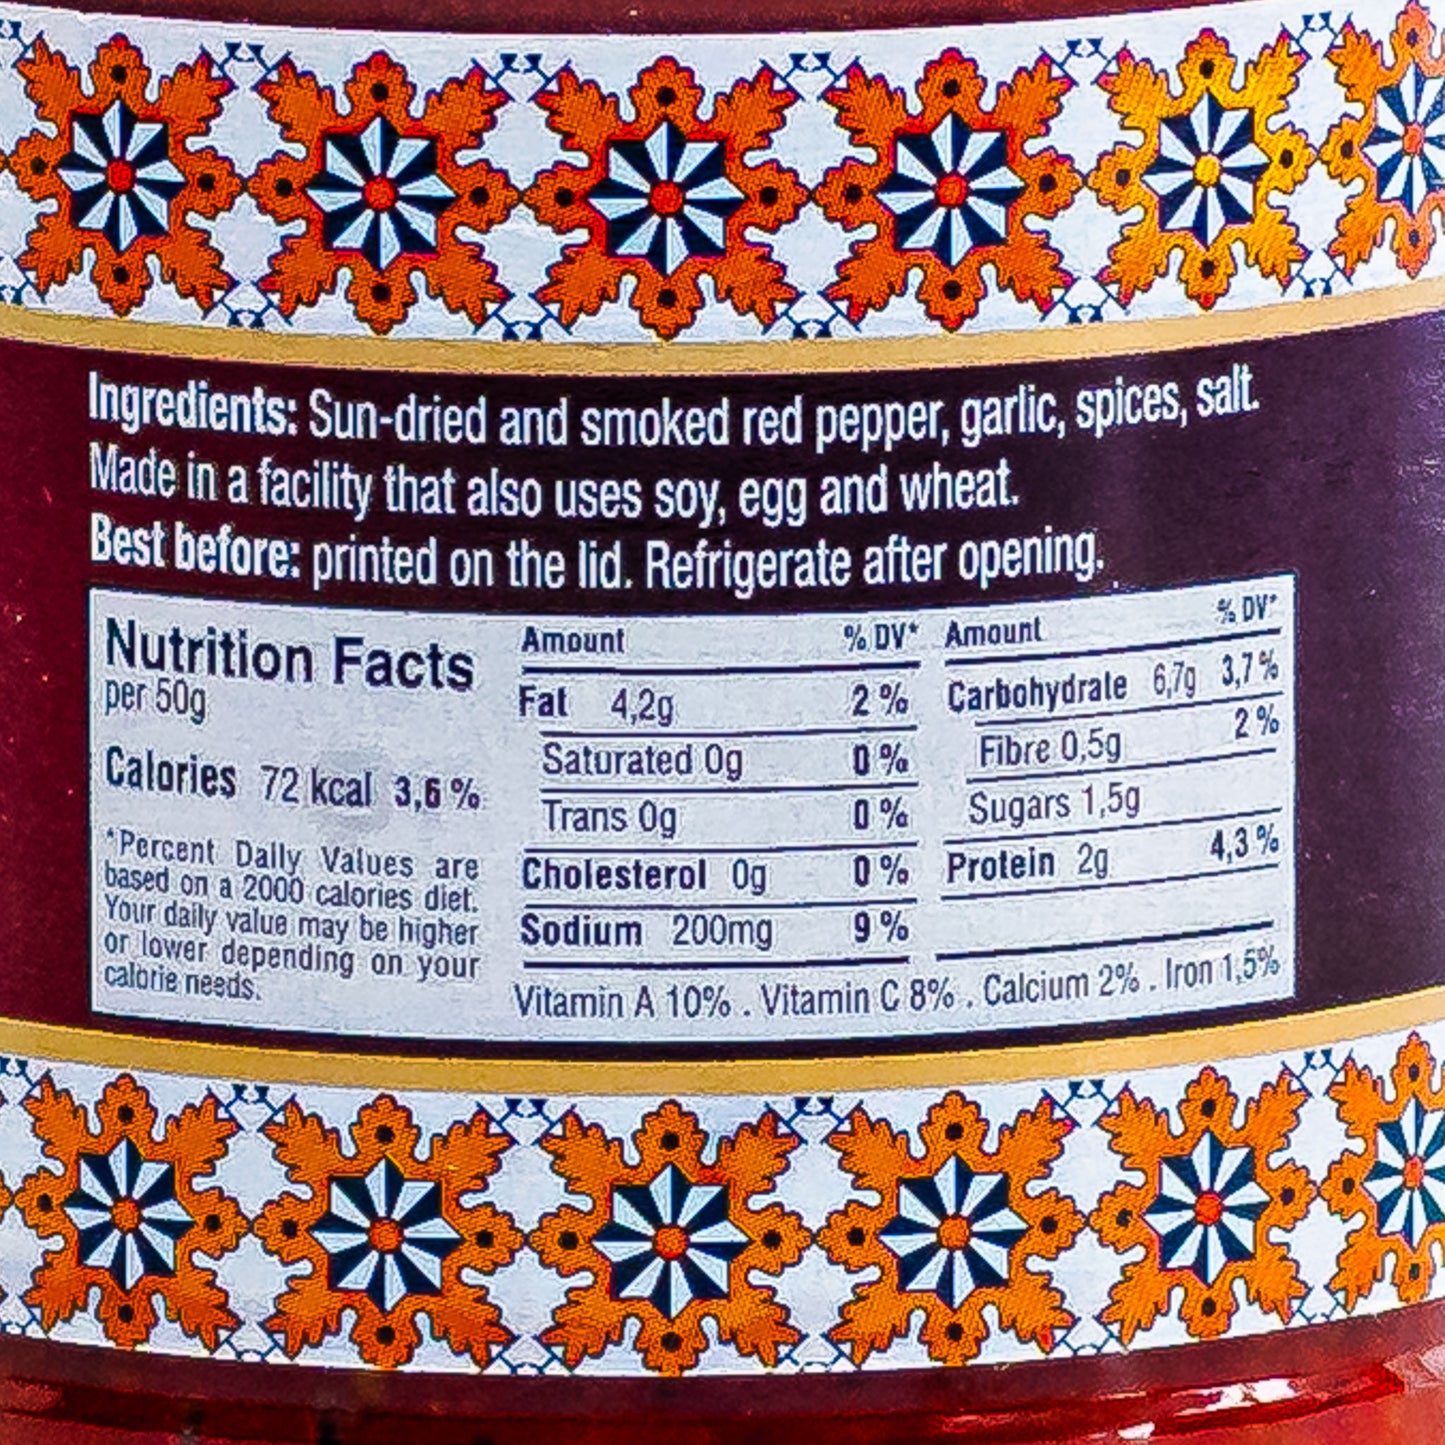 Ingredients: Sun-dried and smoked red pepper, garlic, spices, salt.
Made in a facility that also uses soy, egg and wheat.
Best before: printed on the lid. Refrigerate after opening.
Nutrition Facts
per 50g
Calories 72 kcal 3,6 %
*Percent Daily Values are
based on a 2000 calories diet.
Your daily value may be higher
or lower depending on your
calorie needs.
Amount % DV*
Fat 4,2g 2 %
Saturated 0g 0 %
Trans 0g 0 %
Cholesterol 0g 0 %
Sodium 200mg 9 %
Amount % DV*
Carbohydrate 6,7g 3,7 %
Fibre 0,5g 2 %
Sugars 1,5g
Protein 2g 4,3 %
Vitamin A 10% . Vitamin C 8% . Calcium 2% . Iron 1,5%